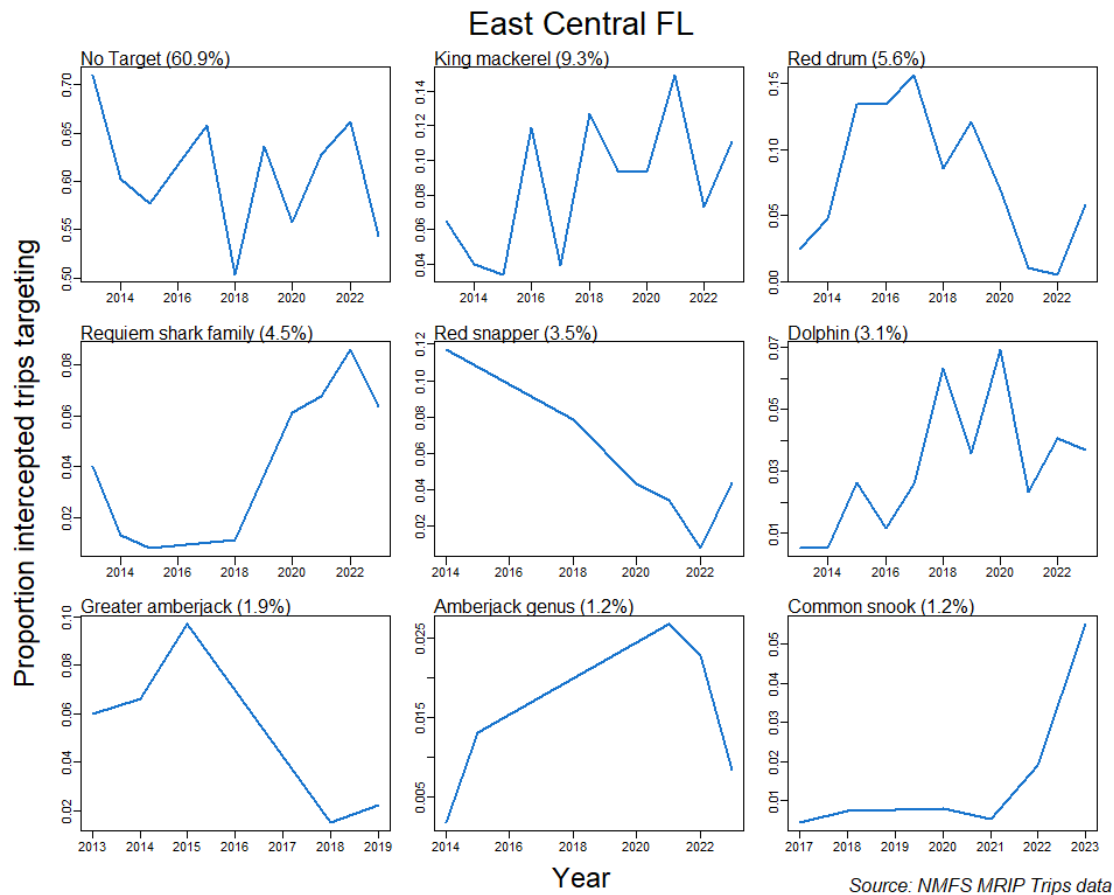 East Central FL
Proportion intercepted trips targeting
No Target (60.9%)
0.70
0.65
0.60
0.55
0.50
2014 2016 2018 2020 2022
King mackerel (9.3%)
0.14
0.12
0.10
0.08
0.06
0.04
2014 2016 2018 2020 2022
Red drum (5.6%)
0.15
0.10
0.05
0.00
2014 2016 2018 2020 2022
Requiem shark family (4.5%)
0.08
0.06
0.04
0.02
2014 2016 2018 2020 2022
Red snapper (3.5%)
0.12
0.10
0.08
0.06
0.04
0.02
2014 2016 2018 2020 2022
Dolphin (3.1%)
0.07
0.05
0.03
0.01
2014 2016 2018 2020 2022
Greater amberjack (1.9%)
0.10
0.08
0.06
0.04
0.02
2013 2014 2015 2016 2017 2018 2019
Amberjack genus (1.2%)
0.025
0.015
0.005
2014 2016 2018 2020 2022
Common snook (1.2%)
0.05
0.04
0.03
0.02
0.01
2017 2018 2019 2020 2021 2022 2023
Year
Source: NMFS MRIP Trips data